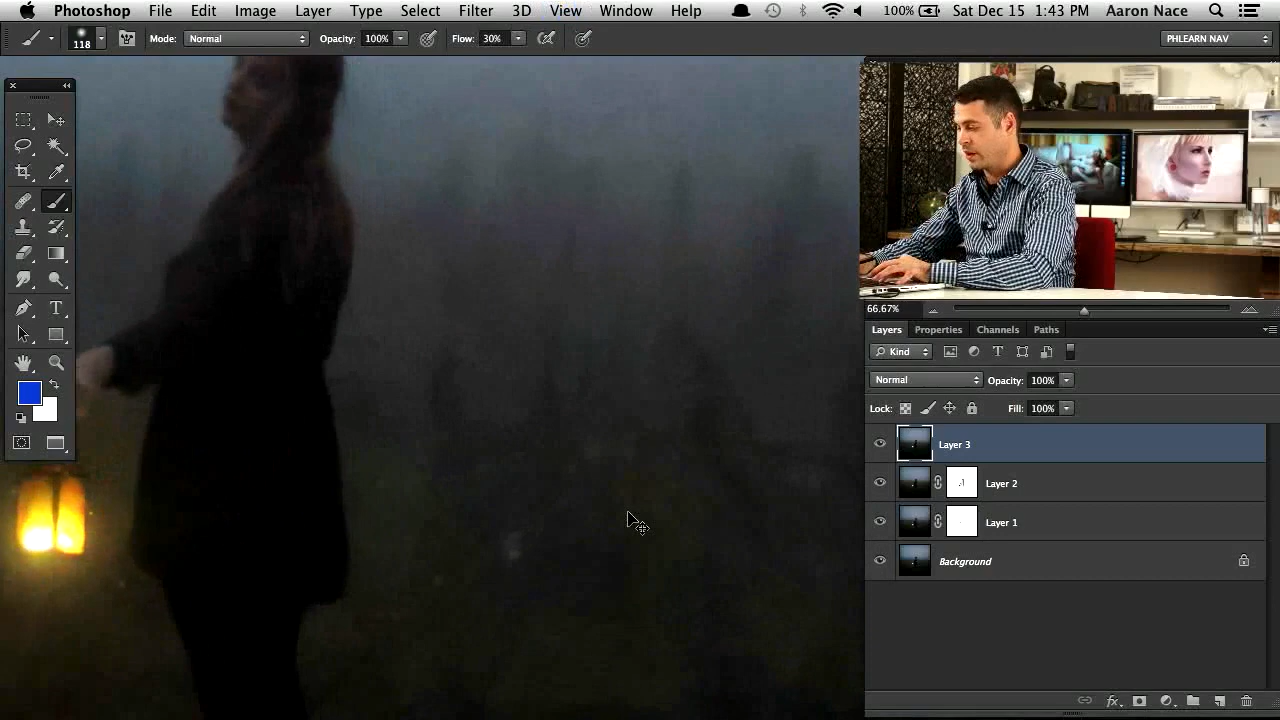 Photoshop File Edit Image Layer Type Select Filter 3D View Window Help 100% Sat Dec 15 1:43 PM Aaron Nace
118 Mode: Normal Opacity: 100% Flow: 30% PHLEARN NAV
66.67%
Layers Properties Channels Paths
Kind T
Normal Opacity: 100%
Lock: Fill: 100%
Layer 3
Layer 2
Layer 1
Background
fx
T